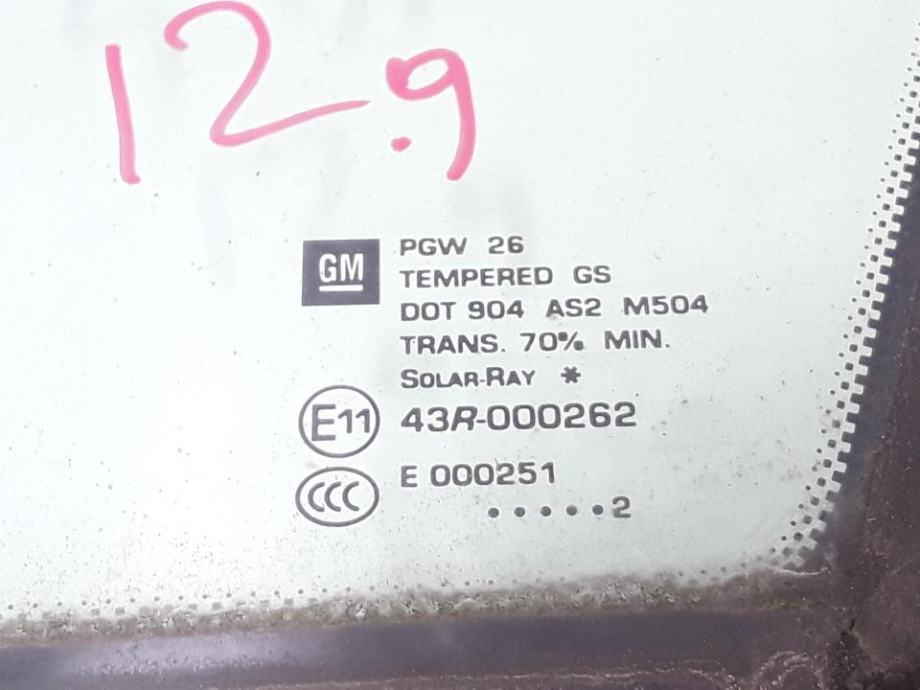 12.9
GM
PGW 26
TEMPERED GS
DOT 904 AS2 M504
TRANS. 70% MIN.
SOLAR-RAY *
E11 43R-000262
CCC E 000251
.....2